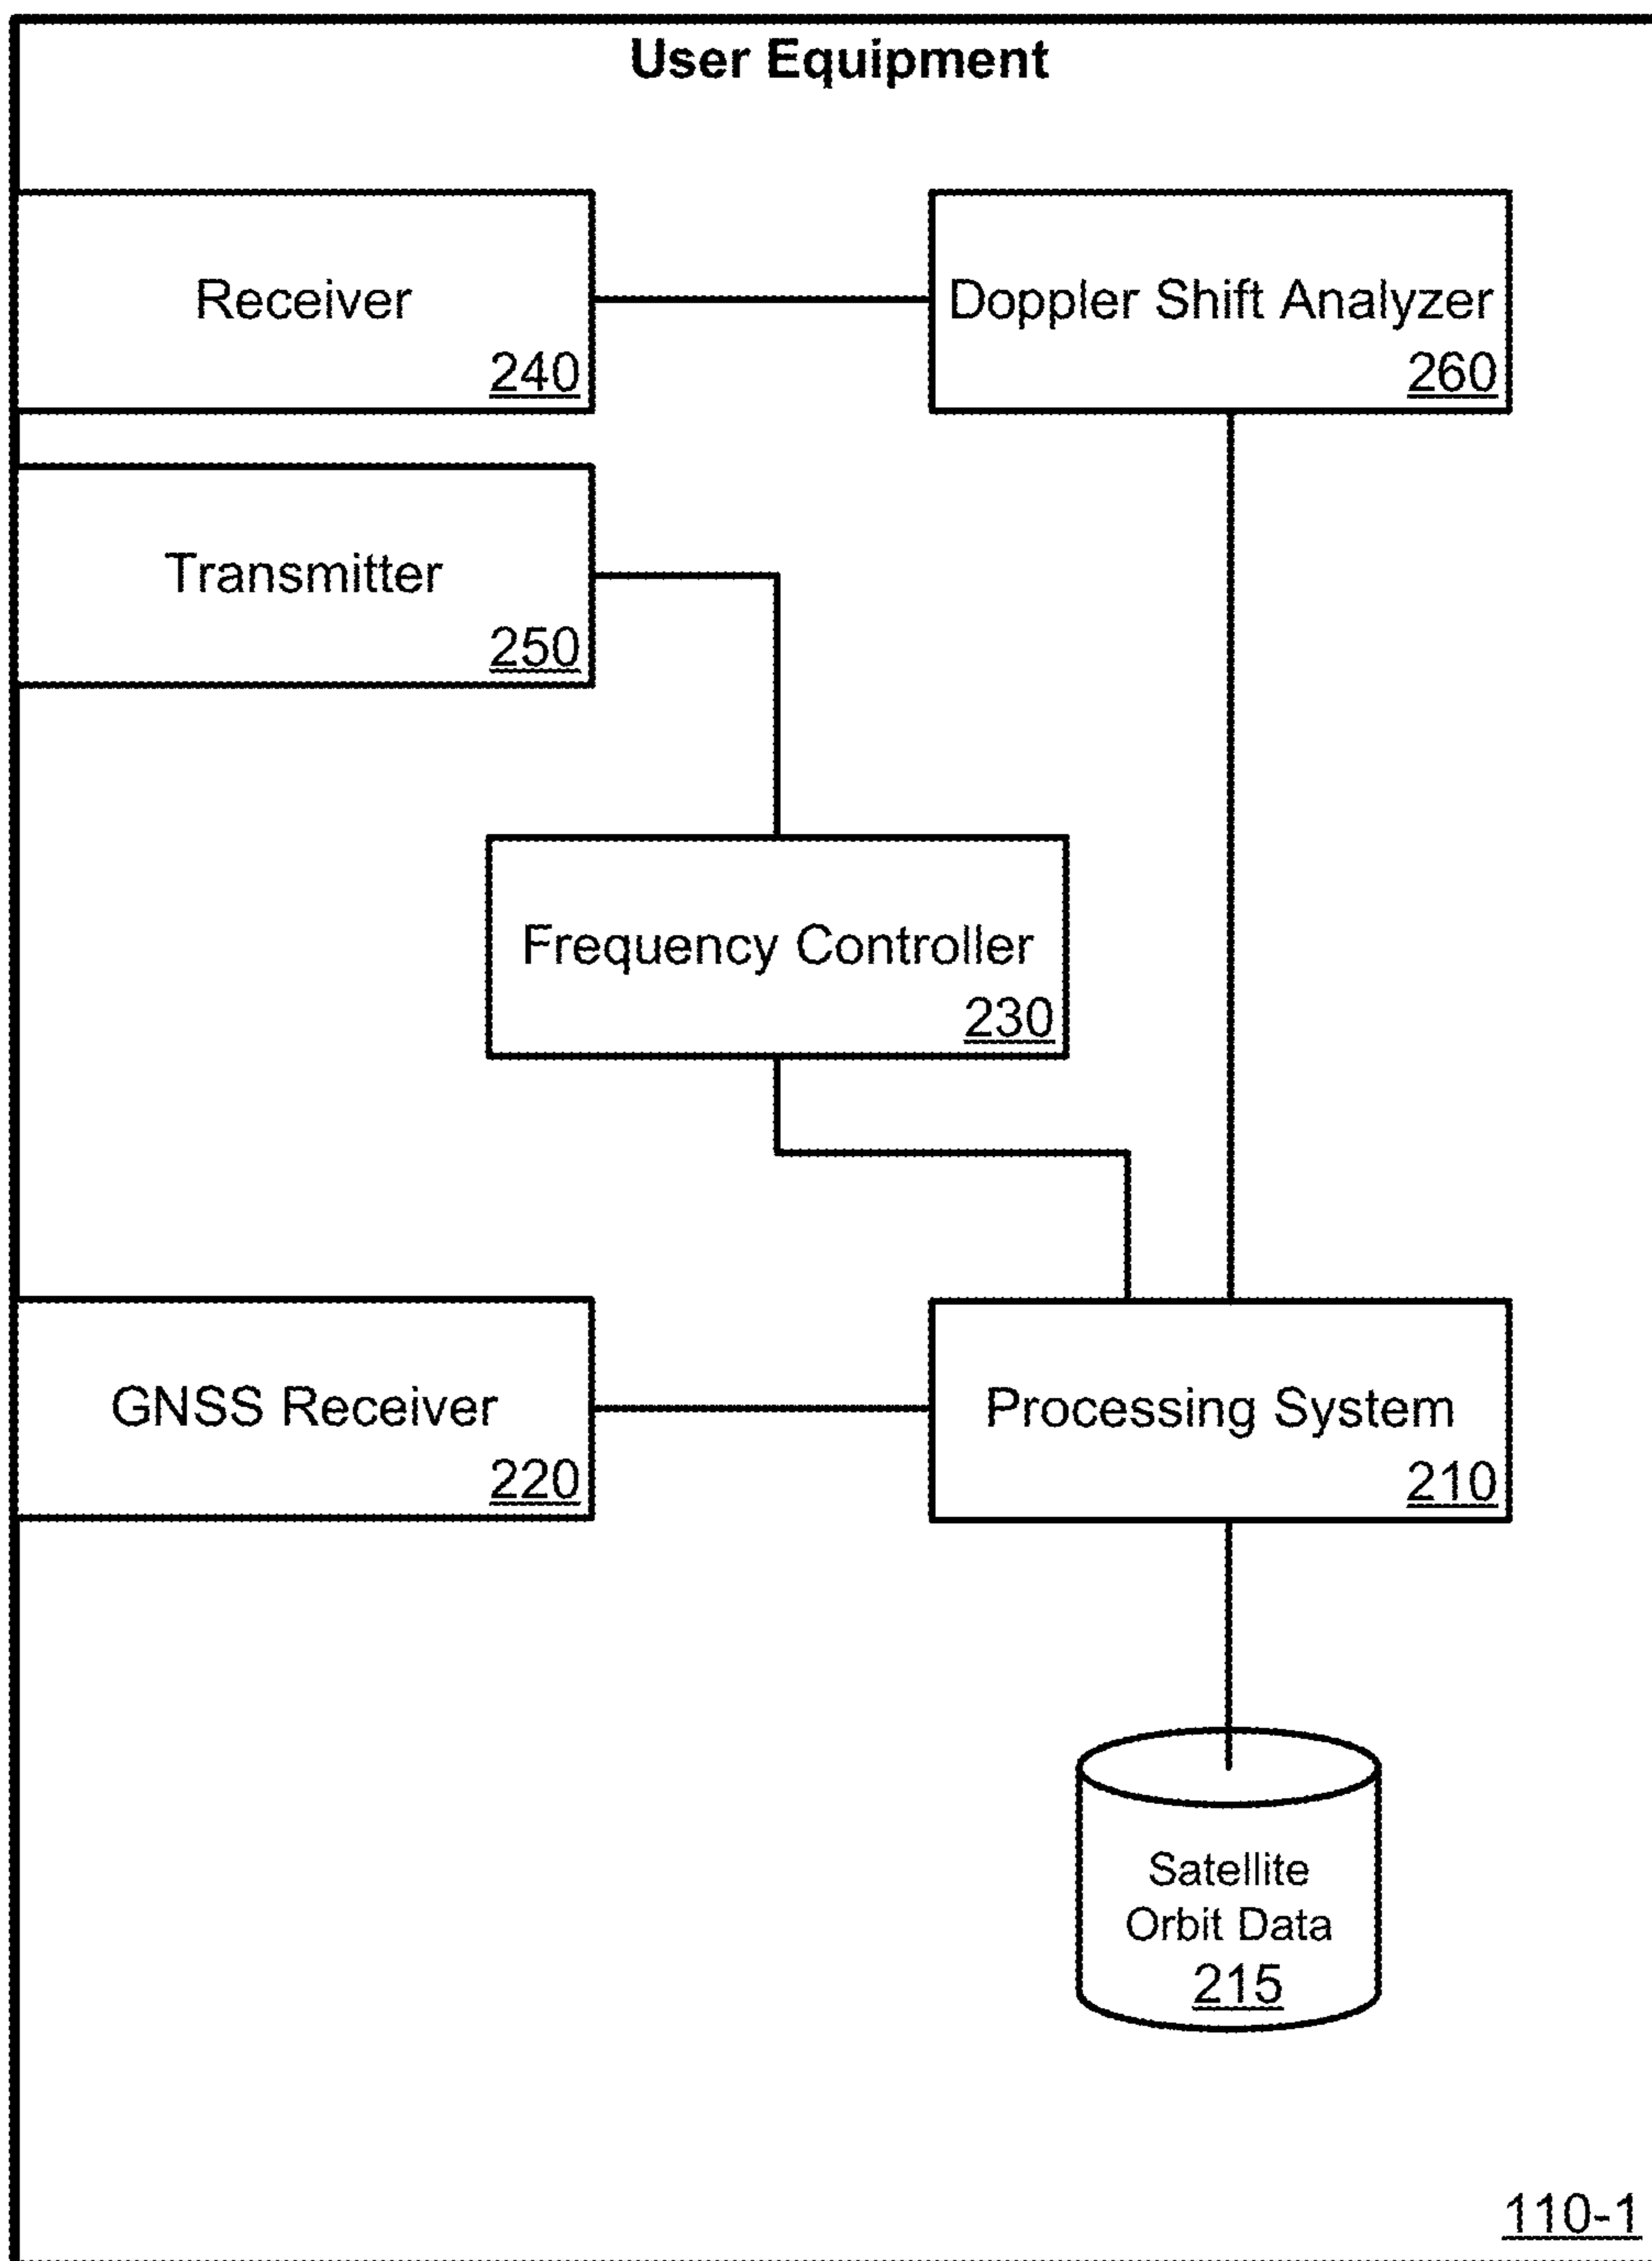 User Equipment
Receiver
240
Doppler Shift Analyzer
260
Transmitter
250
Frequency Controller
230
GNSS Receiver
220
Processing System
210
Satellite
Orbit Data
215
110-1